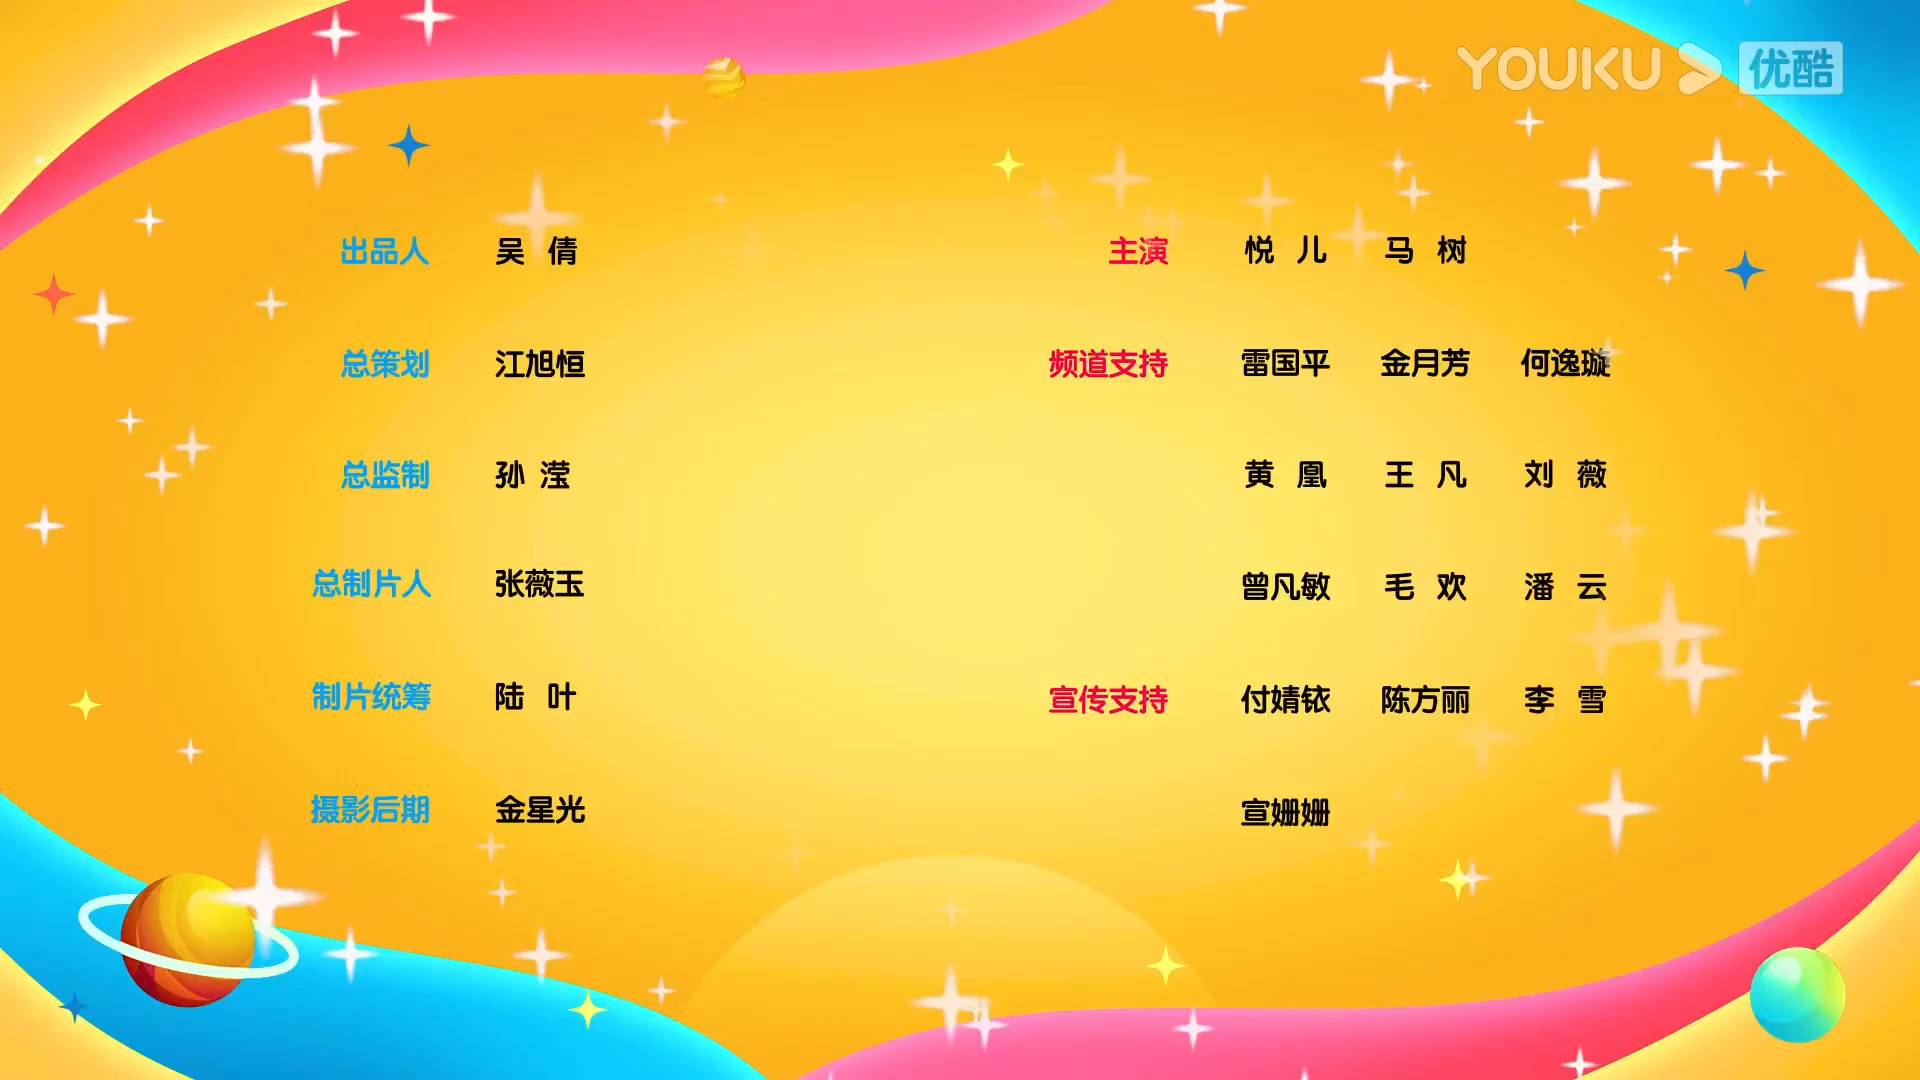 YOUKU 优酷
出品人 吴倩
总策划 江旭恒
总监制 孙滢
总制片人 张薇玉
制片统筹 陆叶
摄影后期 金星光
主演 悦儿 马树
频道支持 雷国平 金月芳 何逸璇
黄凰 王凡 刘薇
曾凡敏 毛欢 潘云
宣传支持 付婧铱 陈方丽 李雪
宣姗姗